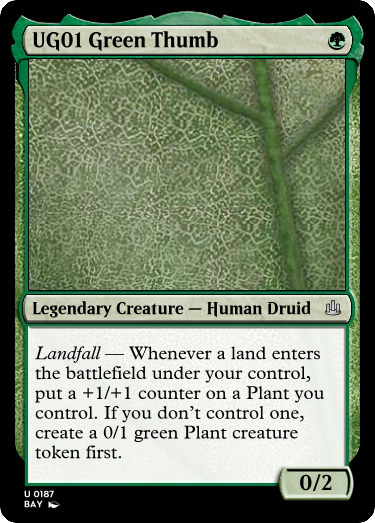 UG01 Green Thumb
Legendary Creature — Human Druid
Landfall — Whenever a land enters
the battlefield under your control,
put a +1/+1 counter on a Plant you
control. If you don't control one,
create a 0/1 green Plant creature
token first.
0/2
U 0187
BAY